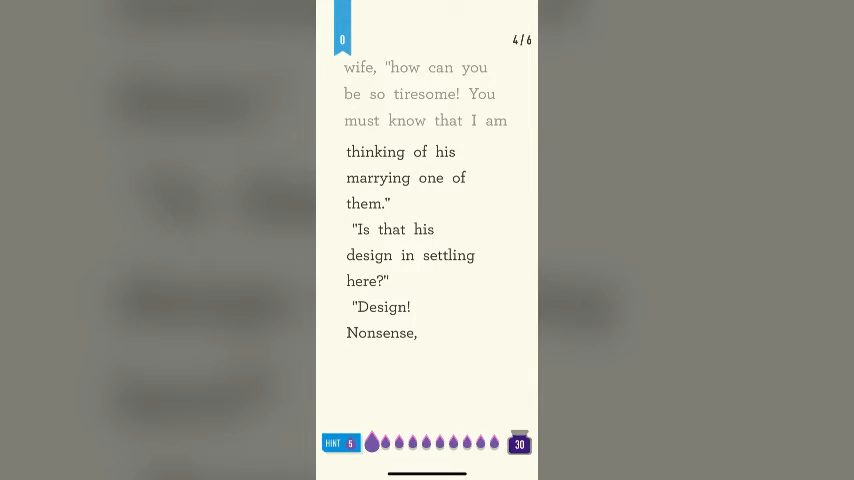 0
4/6
wife, "how can you
be so tiresome! You
must know that I am
thinking of his
marrying one of
them."
"Is that his
design in settling
here?"
"Design!
Nonsense,
HINT 5
30